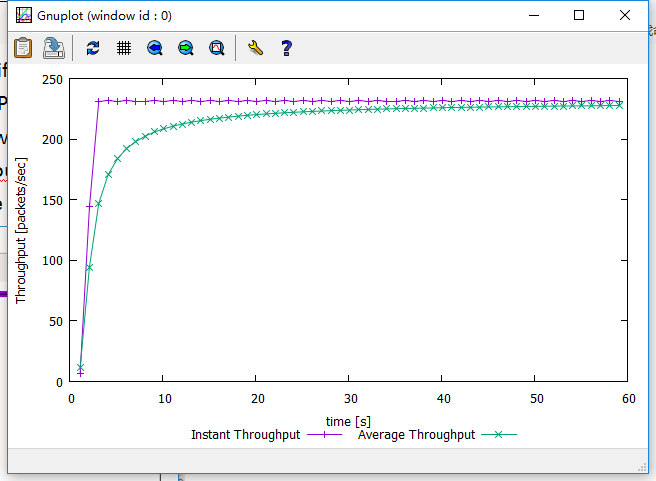 Gnuplot (window id : 0)
250
200
150
100
50
0
Throughput [packets/sec]
0 10 20 30 40 50 60
time [s]
Instant Throughput Average Throughput